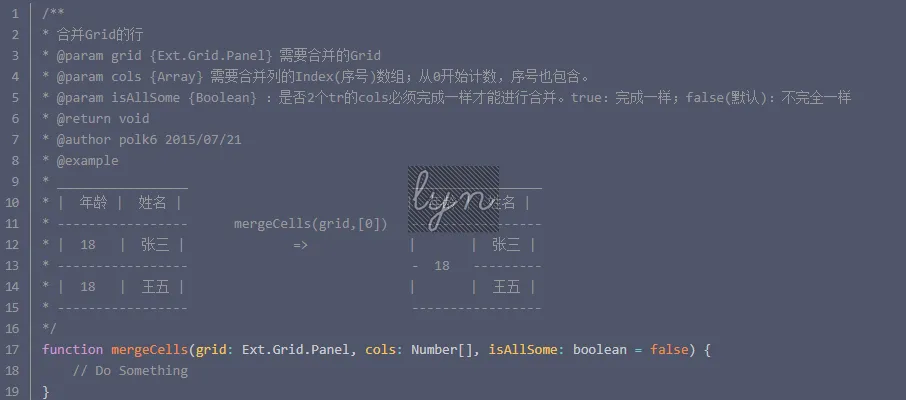 1 /**
2 * 合并Grid的行
3 * @param grid {Ext.Grid.Panel} 需要合并的Grid
4 * @param cols {Array} 需要合并列的Index(序号)数组；从0开始计数，序号也包含。
5 * @param isAllSome {Boolean} ：是否2个tr的cols必须完成一样才能进行合并。true：完成一样；false(默认)：不完全一样
6 * @return void
7 * @author polk6 2015/07/21
8 * @example
9 * _________________                             _________________
10 * |  年龄 |  姓名 |                             |  年龄 |  姓名 |
11 * -----------------      mergeCells(grid,[0])   -----------------
12 * |  18   |  张三 |              =>             |       |  张三 |
13 * -----------------                             -  18   ---------
14 * |  18   |  王五 |                             |       |  王五 |
15 * -----------------                             -----------------
16 */
17 function mergeCells(grid: Ext.Grid.Panel, cols: Number[], isAllSome: boolean = false) {
18     // Do Something
19 }
lyn